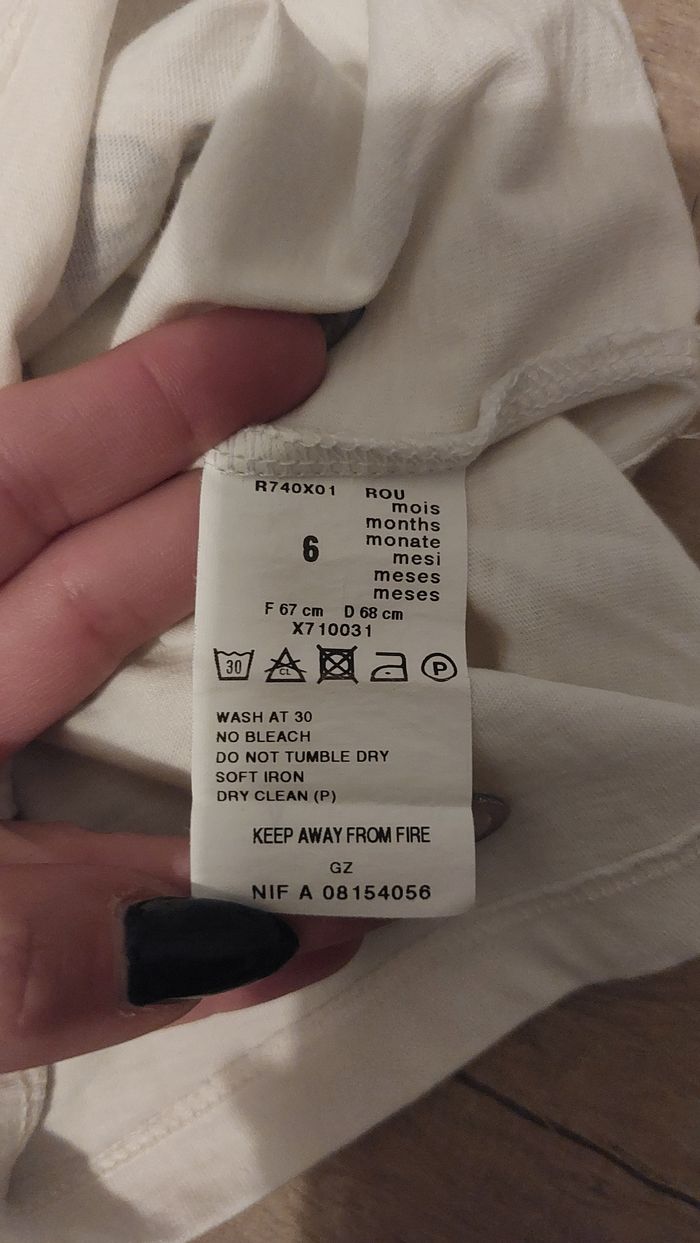 R740X01 ROU
mois
months
6 monate
mesi
meses
meses
F 67 cm D 68 cm
X710031
30 CL P
WASH AT 30
NO BLEACH
DO NOT TUMBLE DRY
SOFT IRON
DRY CLEAN (P)
KEEP AWAY FROM FIRE
GZ
NIF A 08154056